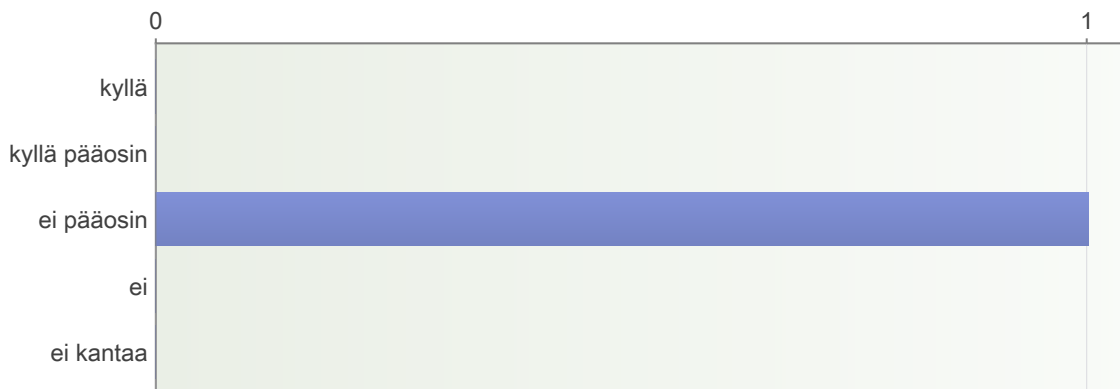 0 1
kyllä
kyllä pääosin
ei pääosin
ei
ei kantaa